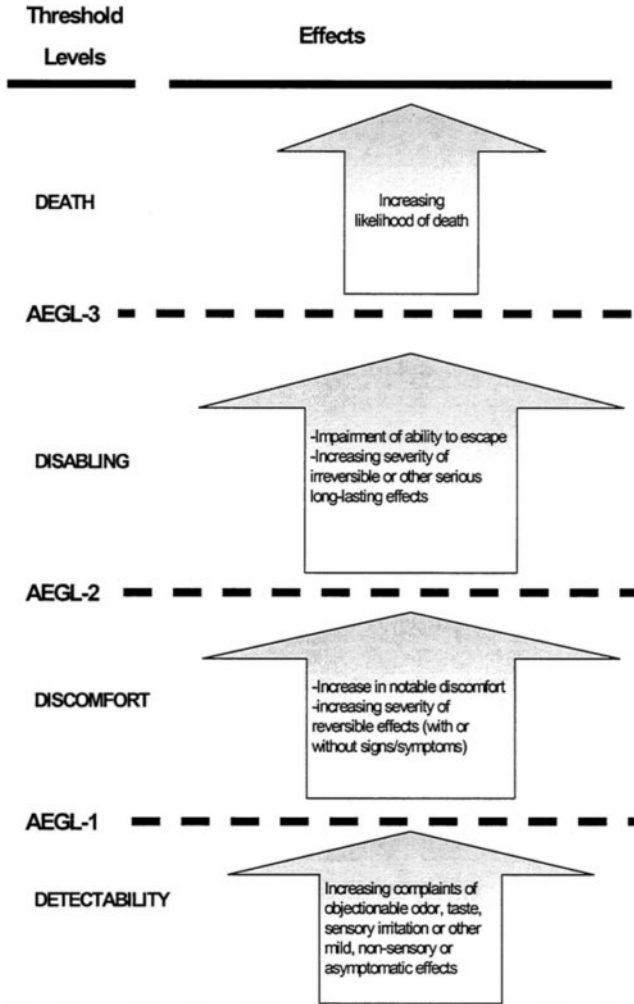 Threshold
Levels
Effects
DEATH
Increasing
likelihood of death
AEGL-3
DISABLING
-Impairment of ability to escape
-Increasing severity of
irreversible or other serious
long-lasting effects
AEGL-2
DISCOMFORT
-Increase in notable discomfort
-increasing severity of
reversible effects (with or
without signs/symptoms)
AEGL-1
DETECTABILITY
Increasing complaints of
objectionable odor, taste,
sensory irritation or other
mild, non-sensory or
asymptomatic effects